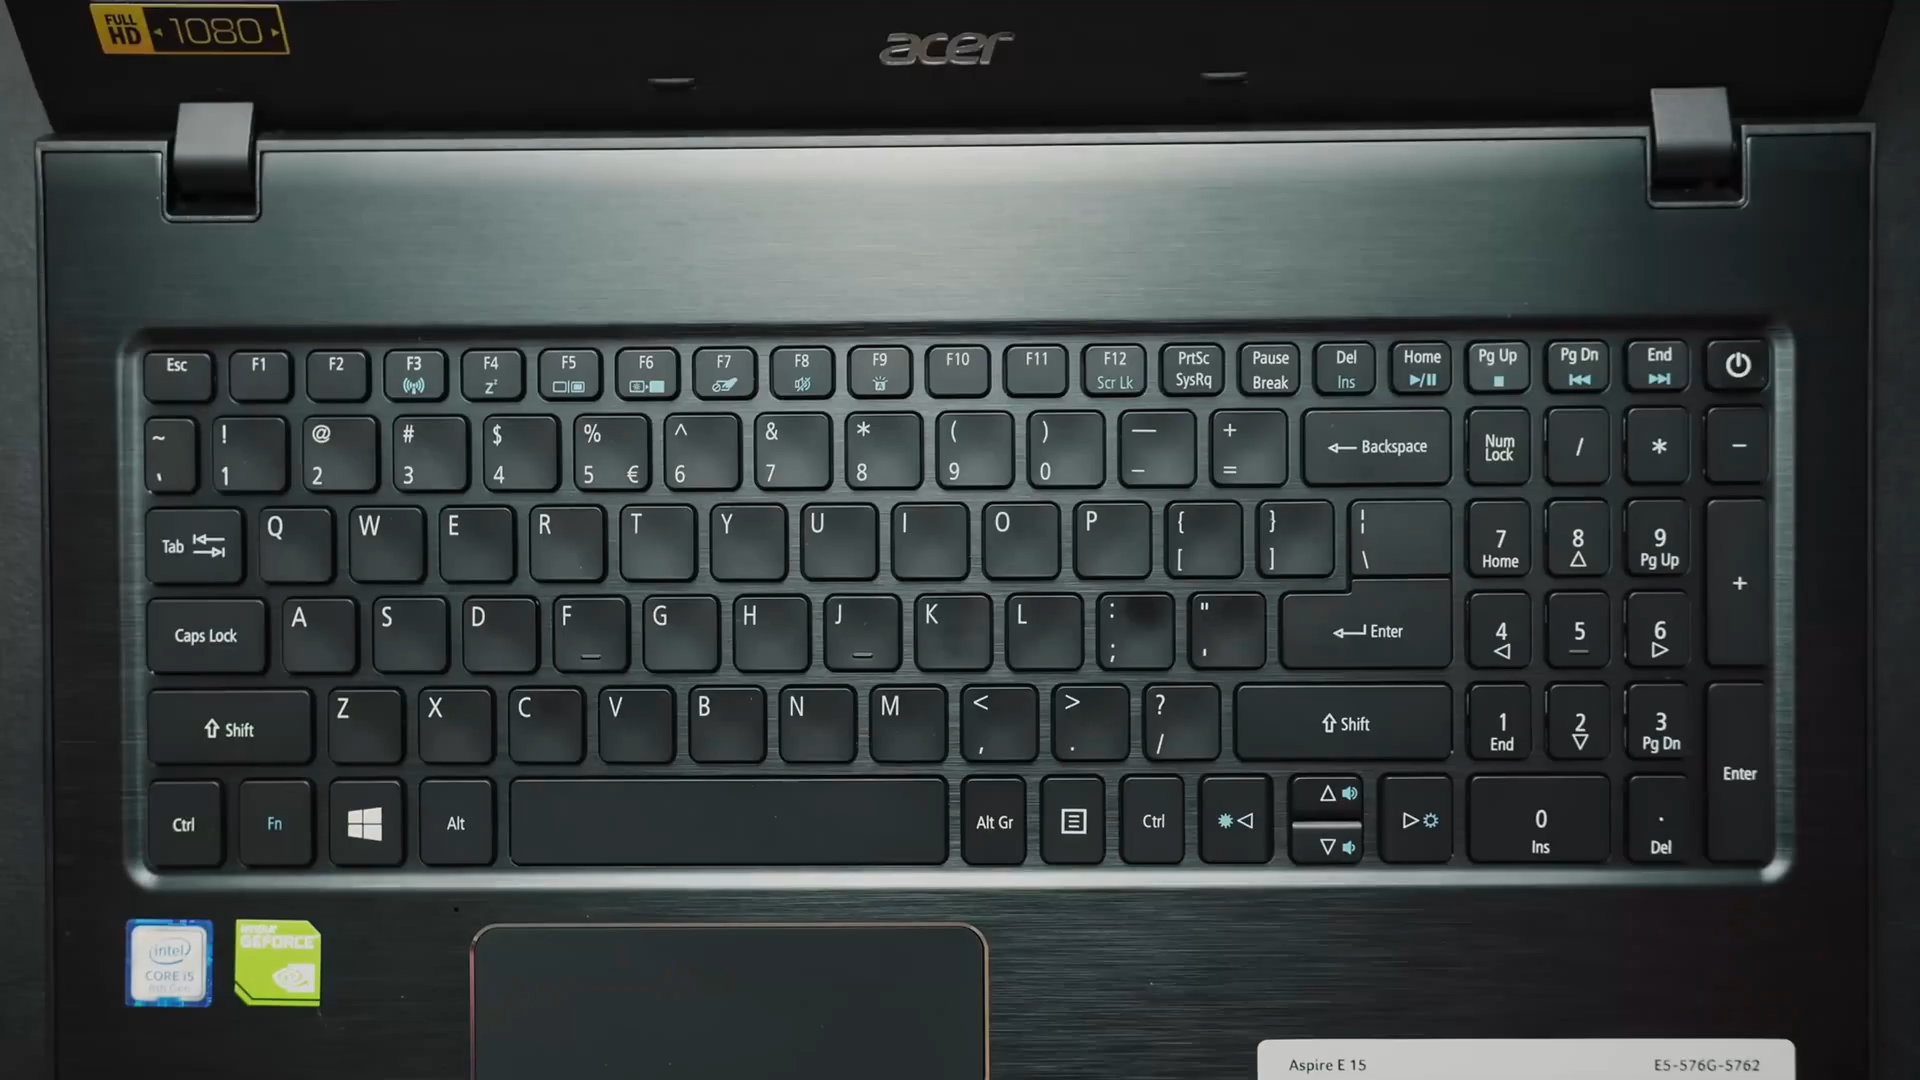 FULL HD 1080
acer
Esc F1 F2 F3 F4 F5 F6 F7 F8 F9 F10 F11 F12 PrtSc Pause Del Home Pg Up Pg Dn End
Z Scr Lk SysRq Break Ins
~ ! @ # $ % ^ & * ( ) — + ← Backspace Num Lock / * −
1 2 3 4 5 € 6 7 8 9 0 - =
Tab Q W E R T Y U I O P { } ¦ 7 8 9 +
[ ] \ Home Pg Up
Caps Lock A S D F G H J K L : " Enter 4 5 6
; '
Shift Z X C V B N M < > ? Shift 1 2 3 Enter
, . / End Pg Dn
Ctrl Fn Alt Alt Gr Ctrl 0 .
Ins Del
intel CORE i5 8th Gen
NVIDIA GEFORCE
Aspire E 15 E5-576G-5762